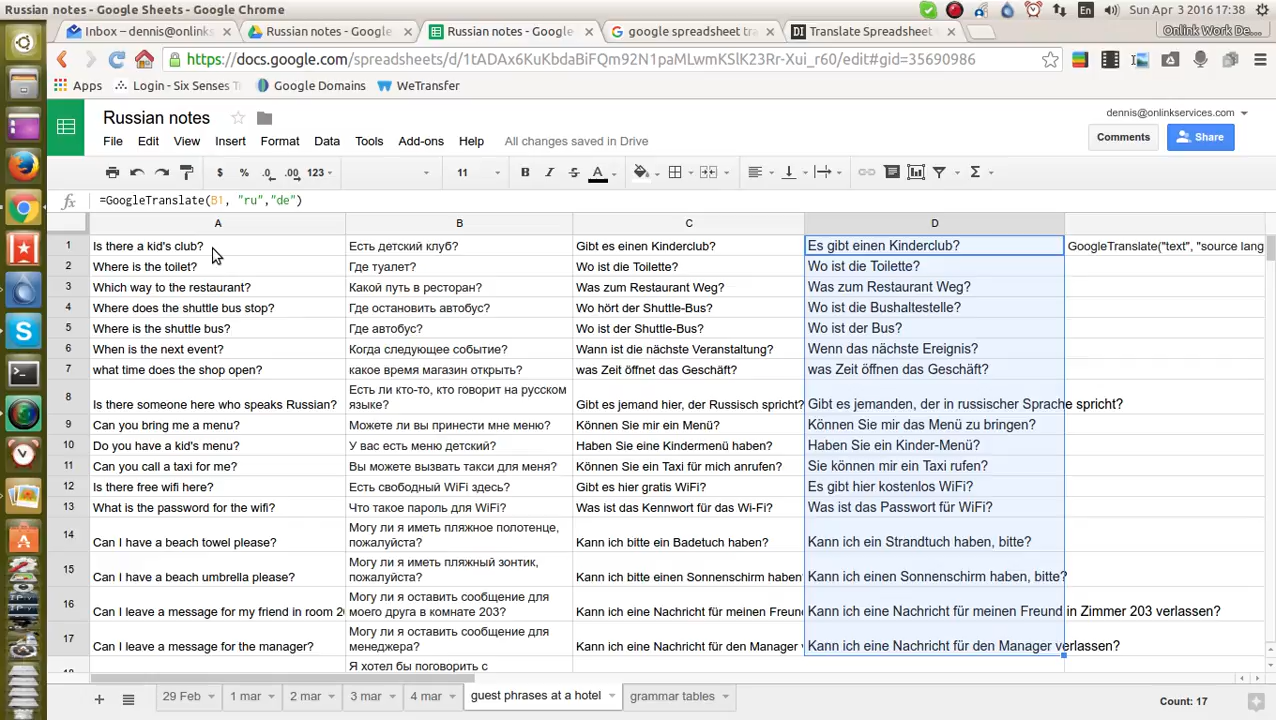 Russian notes - Google Sheets - Google Chrome
En
Sun Apr 3 2016 17:38
Inbox – dennis@onlinks
Russian notes - Google
Russian notes - Google
google spreadsheet tra
Translate Spreadsheet
Onlink Work De...
https://docs.google.com/spreadsheets/d/1tADAx6KuKbdaBiFQm92N1paMLwmKSlK23Rr-Xui_r60/edit#gid=35690986
Apps
Login - Six Senses T
Google Domains
WeTransfer
Russian notes
dennis@onlinkservices.com
File Edit View Insert Format Data Tools Add-ons Help All changes saved in Drive
Comments
Share
$ % .0 .00 123 11 B I S A Σ
fx =GoogleTranslate(B1, "ru","de")
A B C D
1 Is there a kid's club? Есть детский клуб? Gibt es einen Kinderclub? Es gibt einen Kinderclub? GoogleTranslate("text", "source lang
2 Where is the toilet? Где туалет? Wo ist die Toilette? Wo ist die Toilette?
3 Which way to the restaurant? Какой путь в ресторан? Was zum Restaurant Weg? Was zum Restaurant Weg?
4 Where does the shuttle bus stop? Где остановить автобус? Wo hört der Shuttle-Bus? Wo ist die Bushaltestelle?
5 Where is the shuttle bus? Где автобус? Wo ist der Shuttle-Bus? Wo ist der Bus?
6 When is the next event? Когда следующее событие? Wann ist die nächste Veranstaltung? Wenn das nächste Ereignis?
7 what time does the shop open? какое время магазин открыть? was Zeit öffnet das Geschäft? was Zeit öffnen das Geschäft?
Есть ли кто-то, кто говорит на русском
8 Is there someone here who speaks Russian? языке? Gibt es jemand hier, der Russisch spricht? Gibt es jemanden, der in russischer Sprache spricht?
9 Can you bring me a menu? Можете ли вы принести мне меню? Können Sie mir ein Menü? Können Sie mir das Menü zu bringen?
10 Do you have a kid's menu? У вас есть меню детский? Haben Sie eine Kindermenü haben? Haben Sie ein Kinder-Menü?
11 Can you call a taxi for me? Вы можете вызвать такси для меня? Können Sie ein Taxi für mich anrufen? Sie können mir ein Taxi rufen?
12 Is there free wifi here? Есть свободный WiFi здесь? Gibt es hier gratis WiFi? Es gibt hier kostenlos WiFi?
13 What is the password for the wifi? Что такое пароль для WiFi? Was ist das Kennwort für das Wi-Fi? Was ist das Passwort für WiFi?
Могу ли я иметь пляжное полотенце,
14 Can I have a beach towel please? пожалуйста? Kann ich bitte ein Badetuch haben? Kann ich ein Strandtuch haben, bitte?
Могу ли я иметь пляжный зонтик,
15 Can I have a beach umbrella please? пожалуйста? Kann ich bitte einen Sonnenschirm haben Kann ich einen Sonnenschirm haben, bitte?
Могу ли я оставить сообщение для
16 Can I leave a message for my friend in room 20 моего друга в комнате 203? Kann ich eine Nachricht für meinen Freun Kann ich eine Nachricht für meinen Freund in Zimmer 203 verlassen?
Могу ли я оставить сообщение для
17 Can I leave a message for the manager? менеджера? Kann ich eine Nachricht für den Manager Kann ich eine Nachricht für den Manager verlassen?
Я хотел бы поговорить с
29 Feb 1 mar 2 mar 3 mar 4 mar guest phrases at a hotel grammar tables
Count: 17